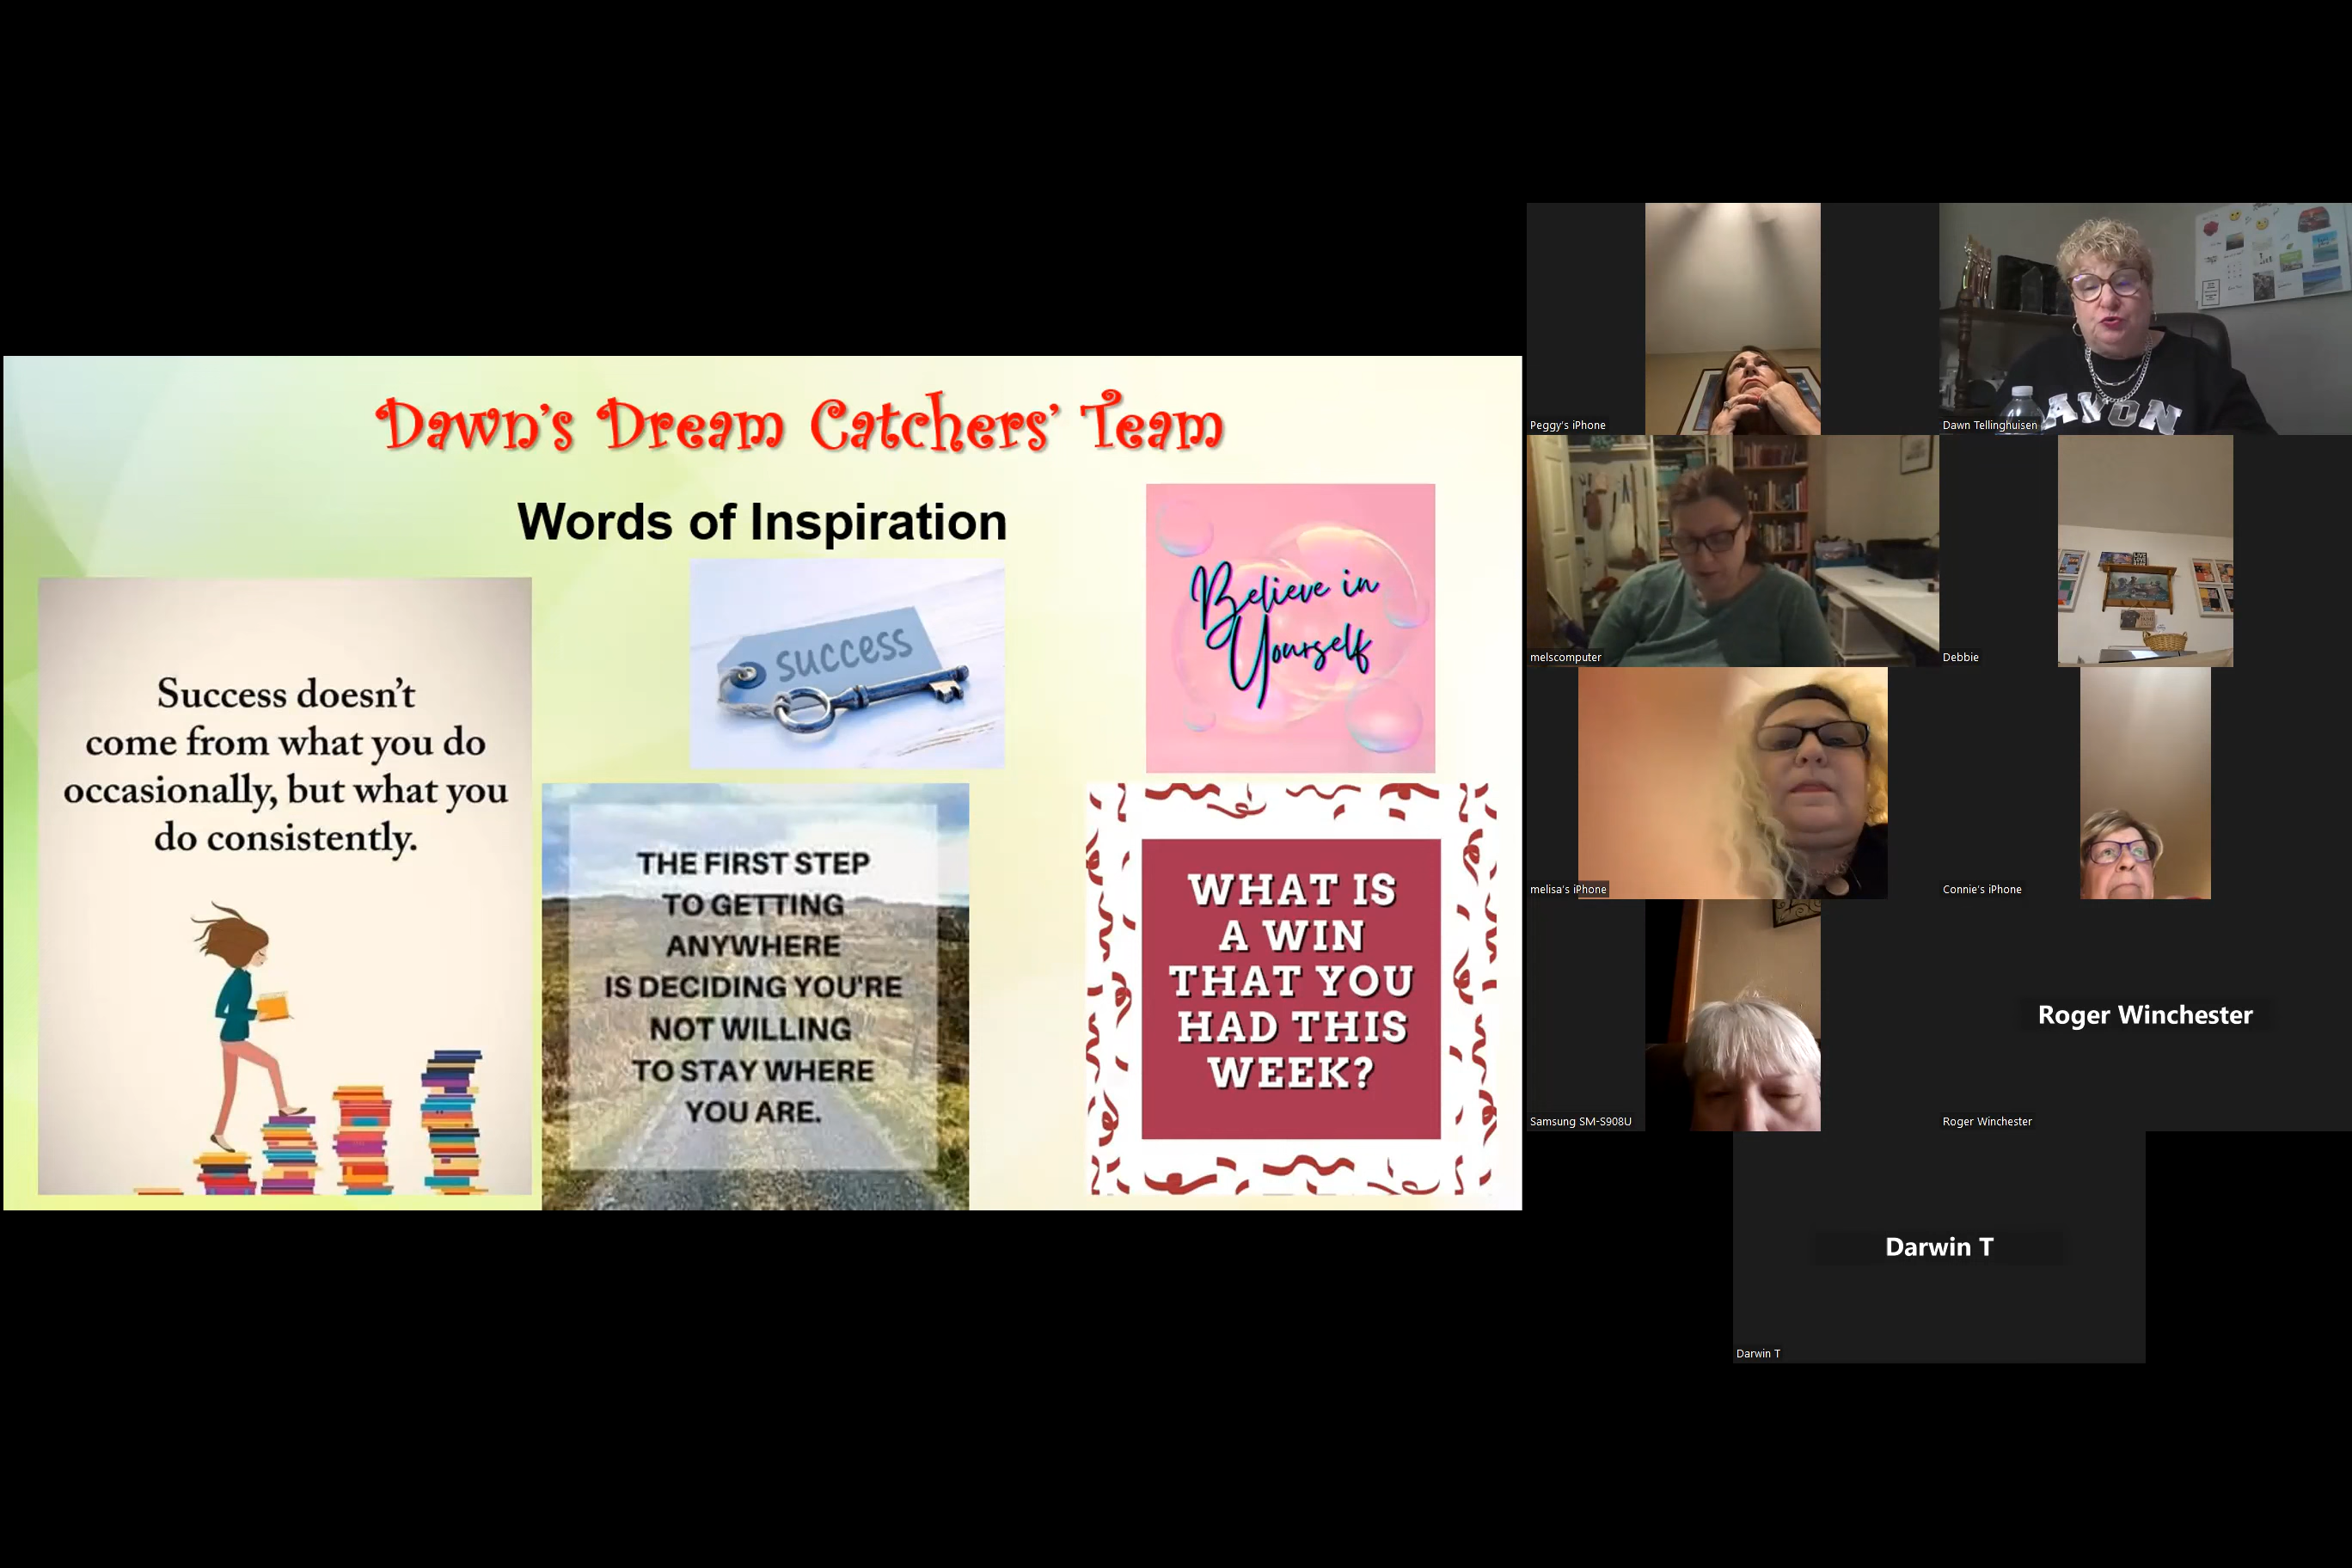 Dawn's Dream Catchers' Team
Words of Inspiration
Success doesn't
come from what you do
occasionally, but what you
do consistently.
success
Believe in
Yourself
THE FIRST STEP
TO GETTING
ANYWHERE
IS DECIDING YOU'RE
NOT WILLING
TO STAY WHERE
YOU ARE.
WHAT IS
A WIN
THAT YOU
HAD THIS
WEEK?
Peggy's iPhone
AVON
Dawn Tellinghuisen
melscomputer
Debbie
melisa's iPhone
Connie's iPhone
Samsung SM-S908U
Roger Winchester
Roger Winchester
Darwin T
Darwin T